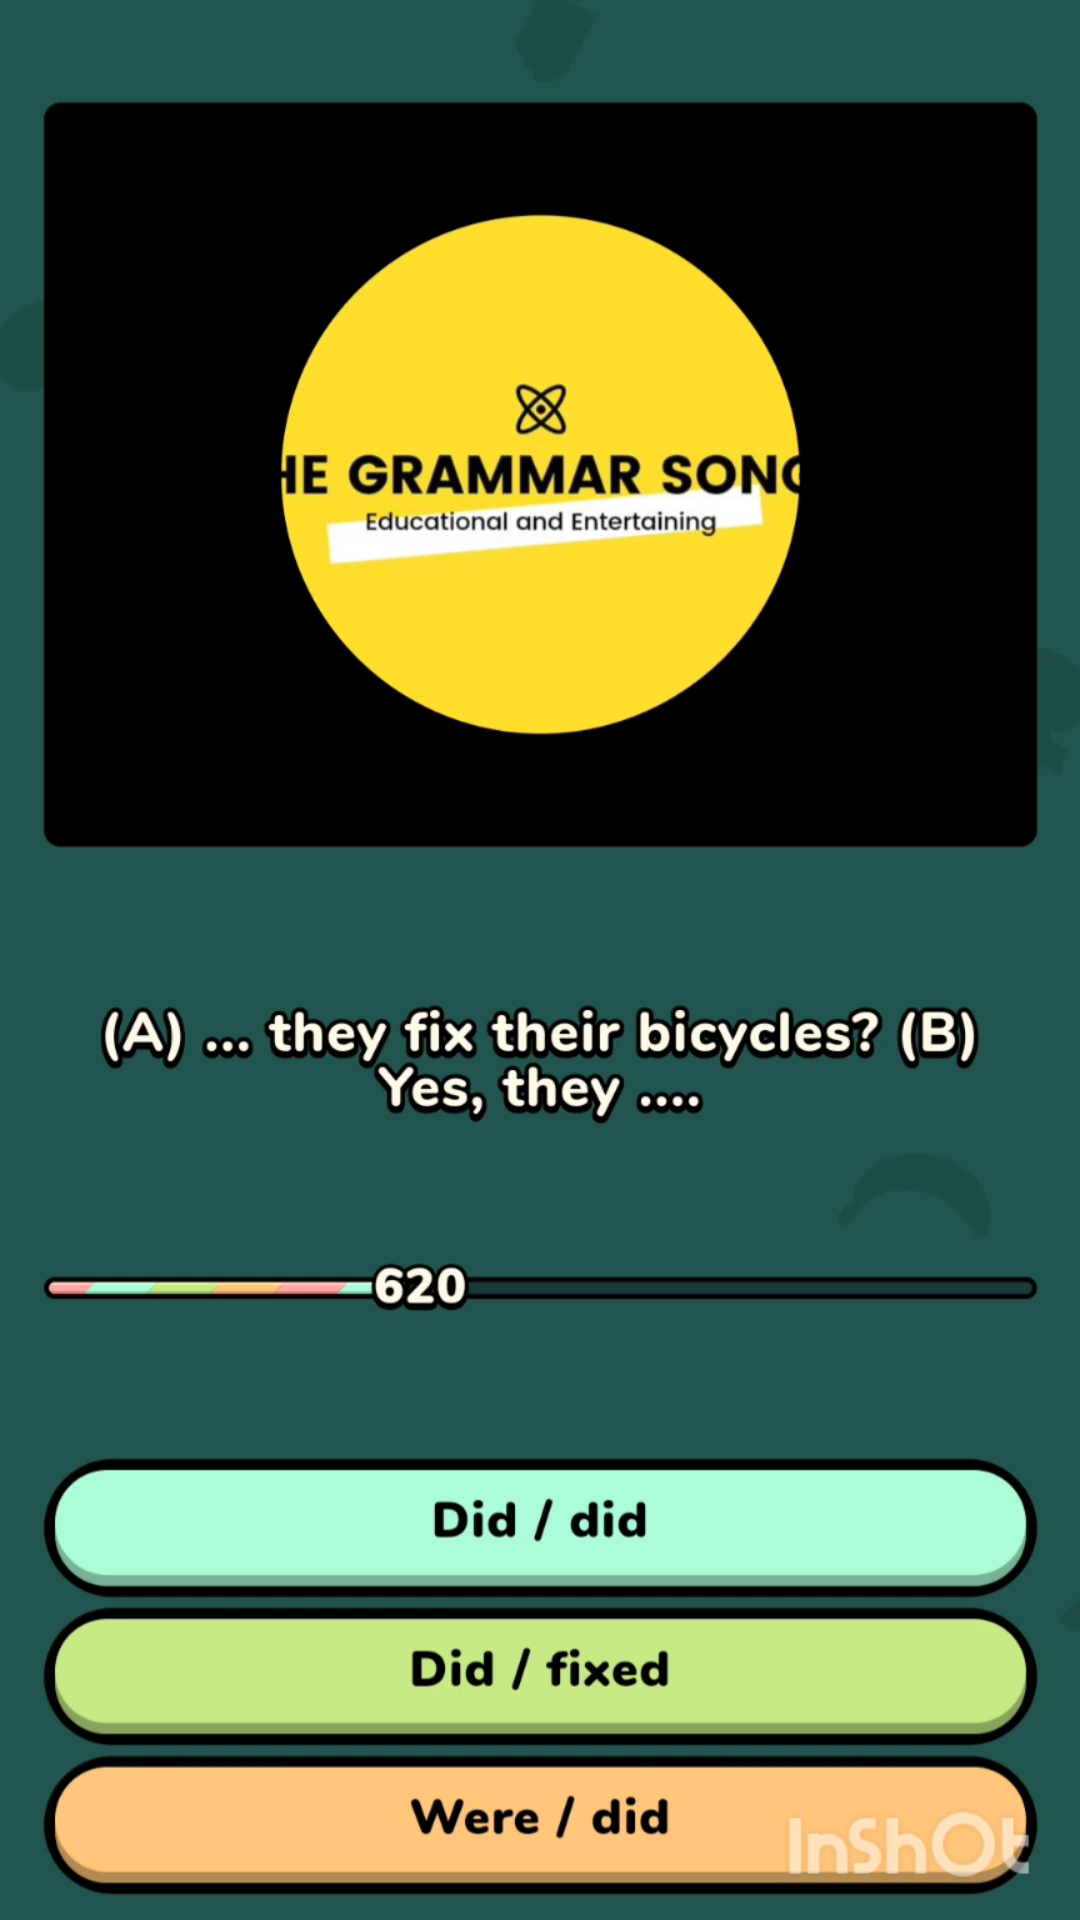 HE GRAMMAR SONG
Educational and Entertaining
(A) ... they fix their bicycles? (B)
Yes, they ....
620
Did / did
Did / fixed
Were / did
InShOt